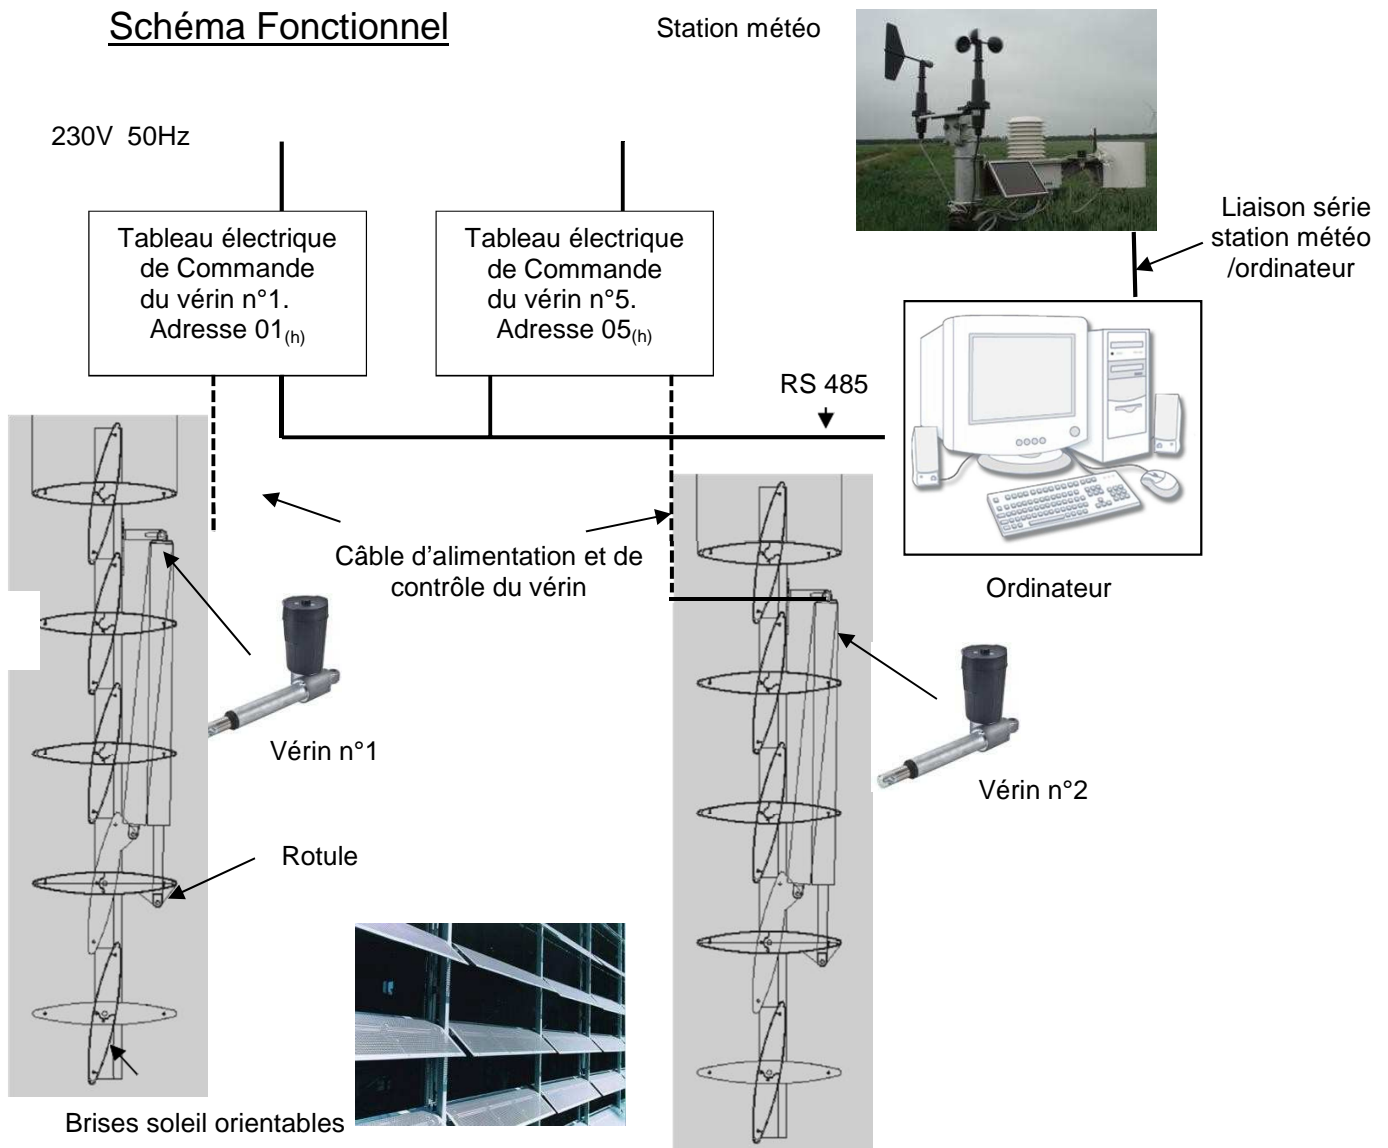 Schéma Fonctionnel
Station météo
230V 50Hz
Tableau électrique
de Commande
du vérin n°1.
Adresse 01(h)
Tableau électrique
de Commande
du vérin n°5.
Adresse 05(h)
Liaison série
station météo
/ordinateur
RS 485
Câble d’alimentation et de
contrôle du vérin
Ordinateur
Vérin n°1
Vérin n°2
Rotule
Brises soleil orientables